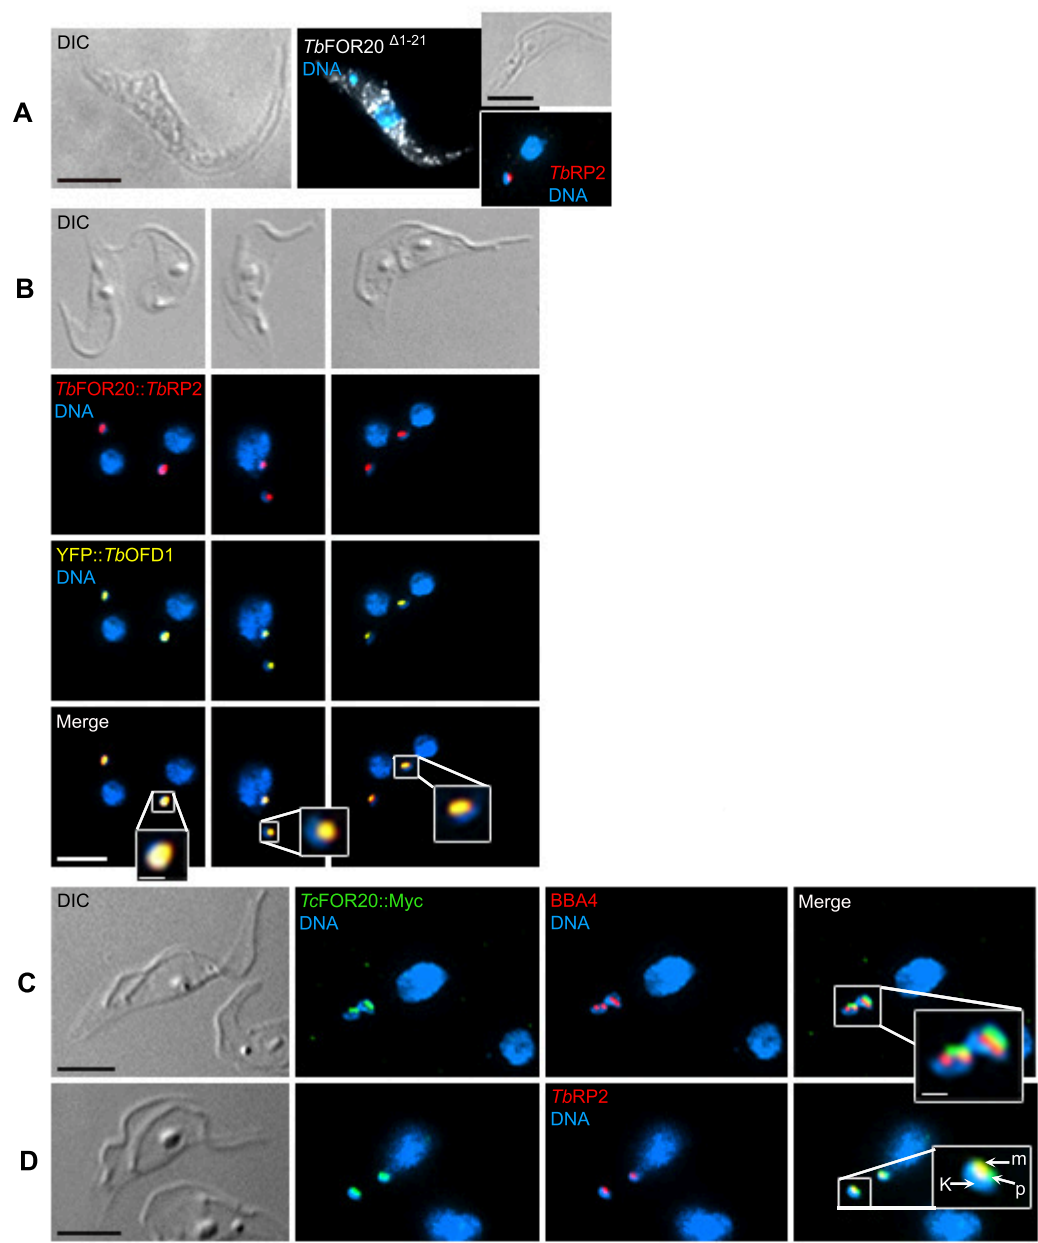 A
DIC
TbFOR20 Δ1-21
DNA
TbRP2
DNA
B
DIC
TbFOR20::TbRP2
DNA
YFP::TbOFD1
DNA
Merge
C
DIC
TcFOR20::Myc
DNA
BBA4
DNA
Merge
D
TbRP2
DNA
m
K
p